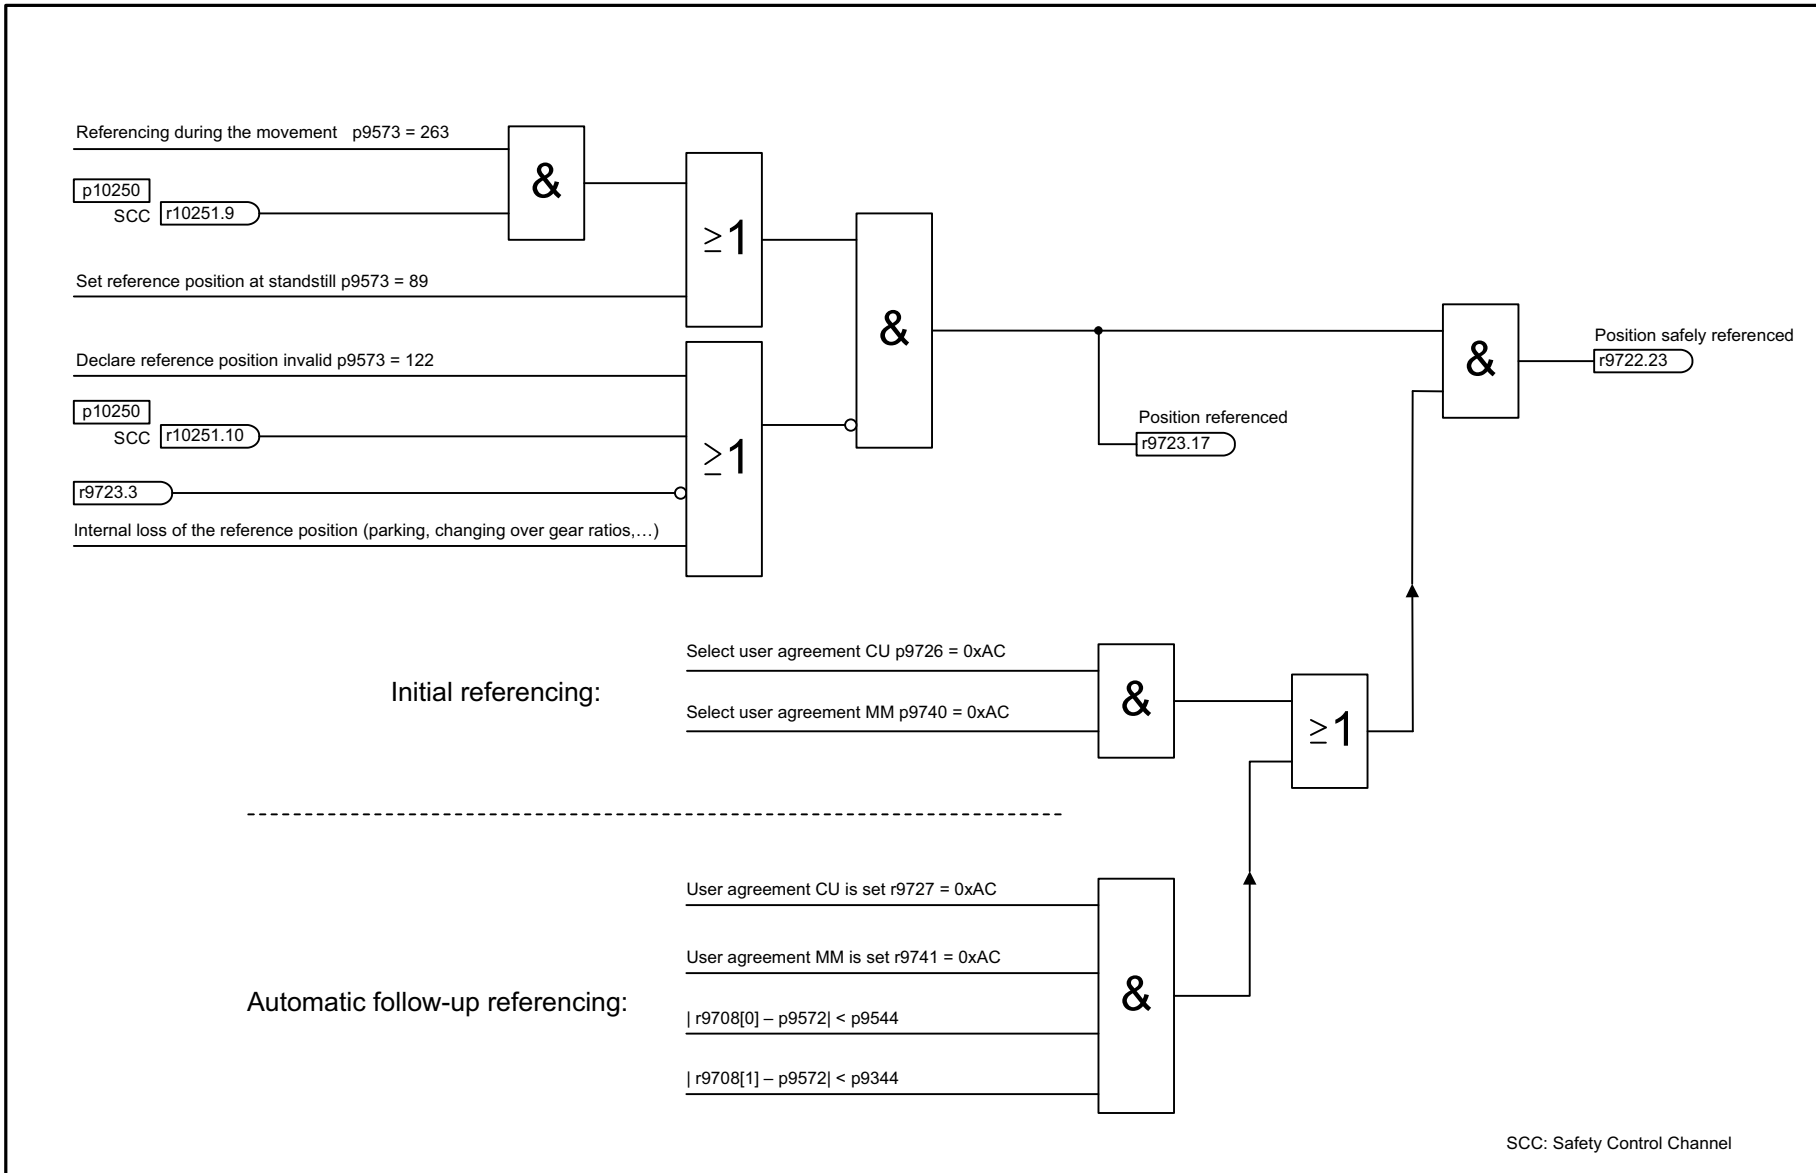 Referencing during the movement p9573 = 263
&
p10250
SCC r10251.9
≥1
Set reference position at standstill p9573 = 89
&
Declare reference position invalid p9573 = 122
p10250
SCC r10251.10
≥1
r9723.3
Internal loss of the reference position (parking, changing over gear ratios,…)
Position referenced
r9723.17
&
Position safely referenced
r9722.23
Initial referencing:
Select user agreement CU p9726 = 0xAC
Select user agreement MM p9740 = 0xAC
&
≥1
Automatic follow-up referencing:
User agreement CU is set r9727 = 0xAC
User agreement MM is set r9741 = 0xAC
| r9708[0] – p9572| < p9544
| r9708[1] – p9572| < p9344
&
SCC: Safety Control Channel